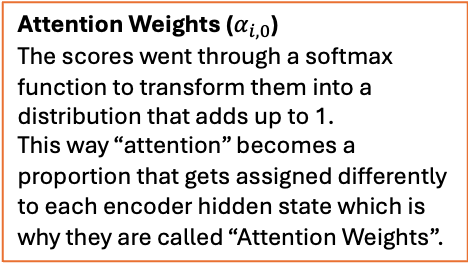 Attention Weights (α𝑖,0)
The scores went through a softmax
function to transform them into a
distribution that adds up to 1.
This way “attention” becomes a
proportion that gets assigned differently
to each encoder hidden state which is
why they are called “Attention Weights”.